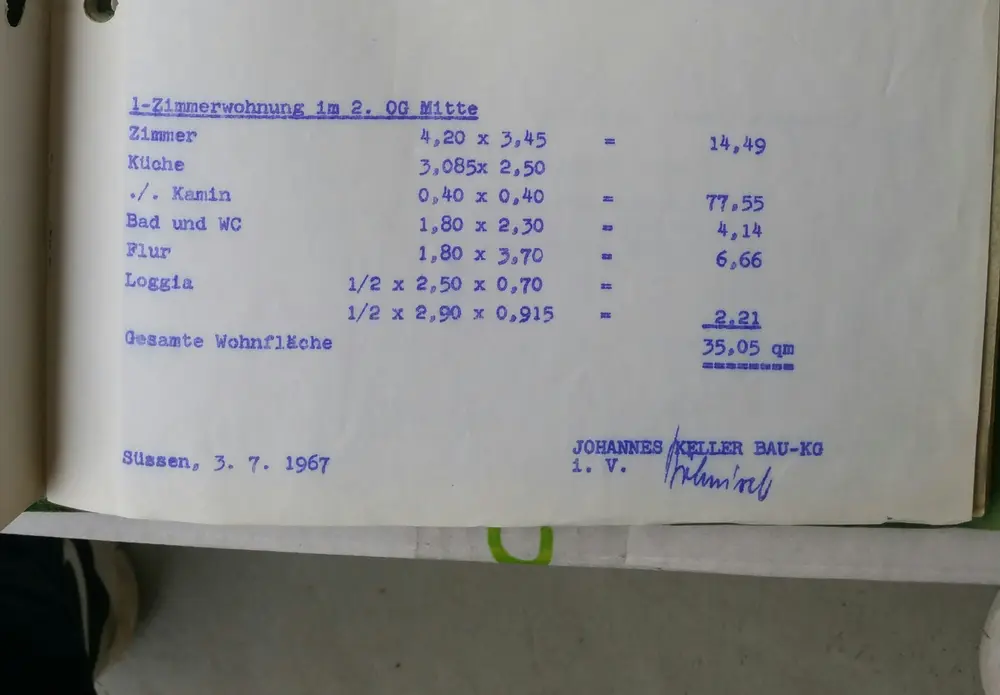 1-Zimmerwohnung im 2. OG Mitte
Zimmer 4,20 x 3,45 = 14,49
Küche 3,085x 2,50
./. Kamin 0,40 x 0,40 = 77,55
Bad und WC 1,80 x 2,30 = 4,14
Flur 1,80 x 3,70 = 6,66
Loggia 1/2 x 2,50 x 0,70 =
1/2 x 2,90 x 0,915 = 2.21
Gesamte Wohnfläche 35,05 qm
Süssen, 3. 7. 1967
JOHANNES KELLER BAU-KG
i. V.